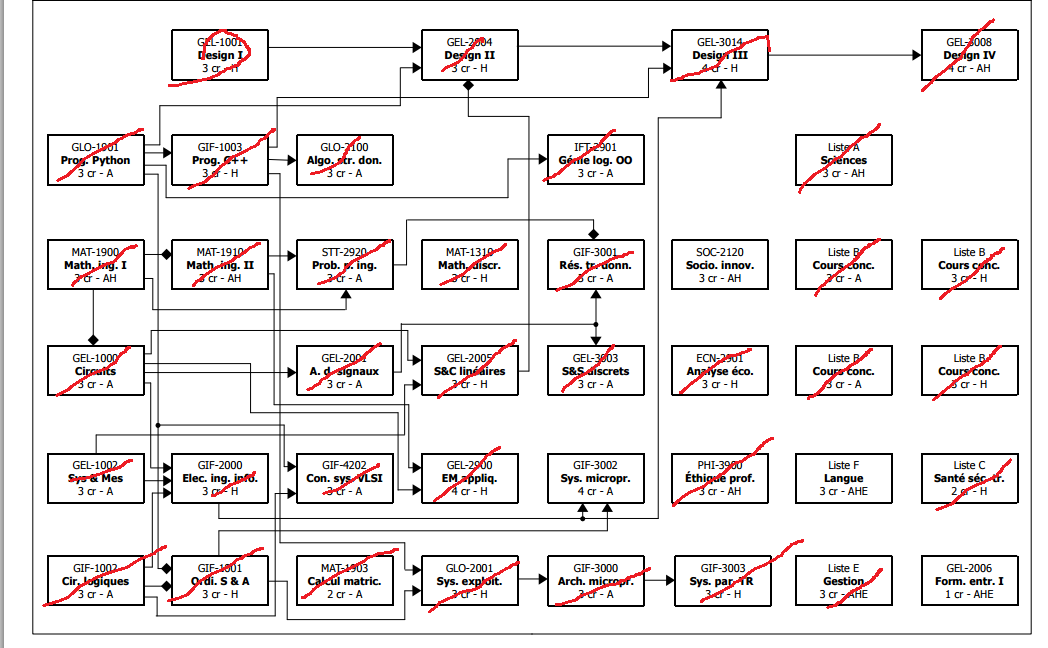 GEL-1001
Design I
3 cr - H
GEL-2004
Design II
3 cr - H
GEL-3014
Design III
4 cr - H
GEL-3008
Design IV
4 cr - AH
GLO-1901
Prog. Python
3 cr - A
GIF-1003
Prog. C++
3 cr - H
GLO-2100
Algo. str. don.
3 cr - A
IFT-2901
Génie log. OO
3 cr - A
Liste A
Sciences
3 cr - AH
MAT-1900
Math. ing. I
3 cr - AH
MAT-1910
Math. ing. II
3 cr - AH
STT-2920
Prob. p. ing.
3 cr - A
MAT-1310
Math. discr.
3 cr - H
GIF-3001
Rés. tr. donn.
3 cr - A
SOC-2120
Socio. innov.
3 cr - AH
Liste B
Cours conc.
3 cr - A
Liste B
Cours conc.
3 cr - H
GEL-1000
Circuits
3 cr - A
GEL-2001
A. d. signaux
3 cr - A
GEL-2005
S&C linéaires
3 cr - H
GEL-3003
S&S discrets
3 cr - H
ECN-2901
Analyse éco.
3 cr - H
Liste B
Cours conc.
3 cr - A
Liste B
Cours conc.
3 cr - H
GEL-1002
Sys & Mes
3 cr - A
GIF-2000
Elec. ing. info.
3 cr - H
GIF-4202
Con. sys. VLSI
3 cr - A
GEL-2900
EM appliq.
4 cr - H
GIF-3002
Sys. micropr.
4 cr - A
PHI-3900
Éthique prof.
3 cr - AH
Liste F
Langue
3 cr - AHE
Liste C
Santé séc. tr.
2 cr - H
GIF-1002
Cir. logiques
3 cr - A
GIF-1001
Ordi. S & A
3 cr - H
MAT-1903
Calcul matric.
2 cr - A
GLO-2001
Sys. exploit.
3 cr - H
GIF-3000
Arch. micropr.
3 cr - A
GIF-3003
Sys. par. TR
3 cr - H
Liste E
Gestion
3 cr - AHE
GEL-2006
Form. entr. I
1 cr - AHE